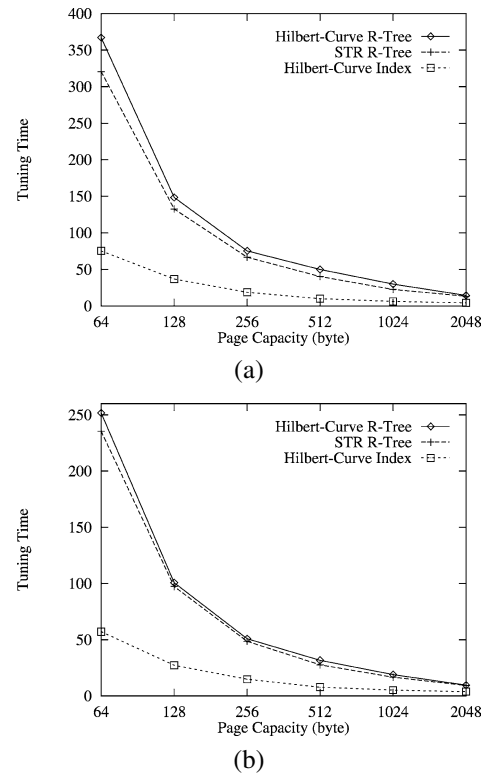 400
350
300
250
200
150
100
50
0
Tuning Time
Hilbert-Curve R-Tree
STR R-Tree
Hilbert-Curve Index
64 128 256 512 1024 2048
Page Capacity (byte)
(a)
250
200
150
100
50
0
Tuning Time
Hilbert-Curve R-Tree
STR R-Tree
Hilbert-Curve Index
64 128 256 512 1024 2048
Page Capacity (byte)
(b)